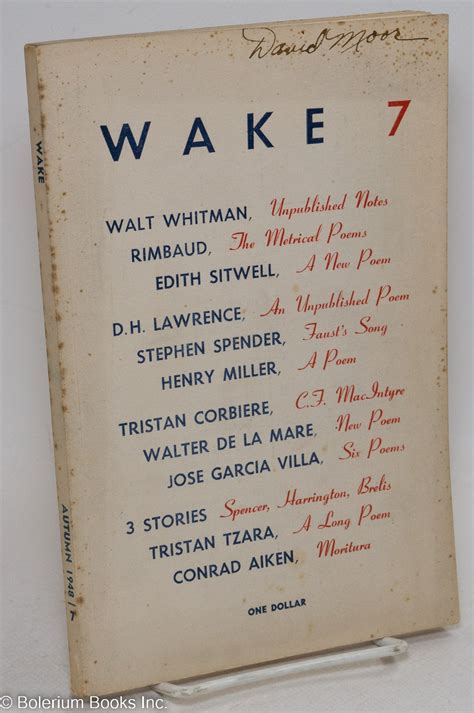 David Moor
WAKE 7
WALT WHITMAN, Unpublished Notes
RIMBAUD, The Metrical Poems
EDITH SITWELL, A New Poem
D.H. LAWRENCE, An Unpublished Poem
STEPHEN SPENDER, Faust's Song
HENRY MILLER, A Poem
TRISTAN CORBIERE, C.F. MacIntyre
WALTER DE LA MARE, New Poem
JOSE GARCIA VILLA, Six Poems
3 STORIES Spencer, Harrington, Brelis
TRISTAN TZARA, A Long Poem
CONRAD AIKEN, Moritura
ONE DOLLAR
WAKE
AUTUMN 1948 / 7
© Bolerium Books Inc.